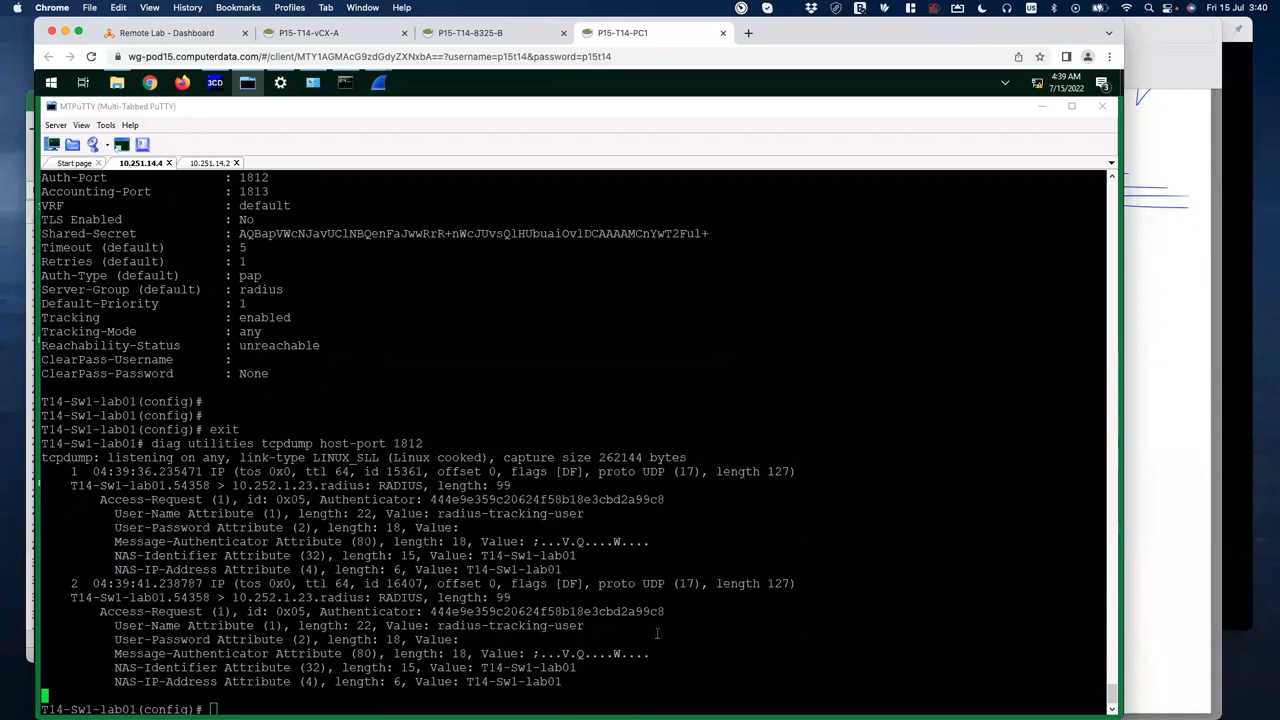 Chrome File Edit View History Bookmarks Profiles Tab Window Help Fri 15 Jul 3:40
Remote Lab - Dashboard P15-T14-vCX-A P15-T14-8325-B P15-T14-PC1
wg-pod15.computerdata.com/#/client/MTY1AGMAcG9zdGdyZXNxbA==?username=p15t14&password=p15t14
3CD 4:39 AM
7/15/2022
3
MTPuTTY (Multi-Tabbed PuTTY)
Server View Tools Help
Start page 10.251.14.4 10.251.14.2
Auth-Port : 1812
Accounting-Port : 1813
VRF : default
TLS Enabled : No
Shared-Secret : AQBapVWcNJavUClNBQenFaJwwRrR+nWcJUvsQlHUbuaiOvlDCAAAAMCnYwT2Ful+
Timeout (default) : 5
Retries (default) : 1
Auth-Type (default) : pap
Server-Group (default) : radius
Default-Priority : 1
Tracking : enabled
Tracking-Mode : any
Reachability-Status : unreachable
ClearPass-Username :
ClearPass-Password : None
T14-Sw1-lab01(config)#
T14-Sw1-lab01(config)#
T14-Sw1-lab01(config)# exit
T14-Sw1-lab01# diag utilities tcpdump host-port 1812
tcpdump: listening on any, link-type LINUX_SLL (Linux cooked), capture size 262144 bytes
1 04:39:36.235471 IP (tos 0x0, ttl 64, id 15361, offset 0, flags [DF], proto UDP (17), length 127)
T14-Sw1-lab01.54358 > 10.252.1.23.radius: RADIUS, length: 99
Access-Request (1), id: 0x05, Authenticator: 444e9e359c20624f58b18e3cbd2a99c8
User-Name Attribute (1), length: 22, Value: radius-tracking-user
User-Password Attribute (2), length: 18, Value:
Message-Authenticator Attribute (80), length: 18, Value: ;...V.Q....W....
NAS-Identifier Attribute (32), length: 15, Value: T14-Sw1-lab01
NAS-IP-Address Attribute (4), length: 6, Value: T14-Sw1-lab01
2 04:39:41.238787 IP (tos 0x0, ttl 64, id 16407, offset 0, flags [DF], proto UDP (17), length 127)
T14-Sw1-lab01.54358 > 10.252.1.23.radius: RADIUS, length: 99
Access-Request (1), id: 0x05, Authenticator: 444e9e359c20624f58b18e3cbd2a99c8
User-Name Attribute (1), length: 22, Value: radius-tracking-user
User-Password Attribute (2), length: 18, Value:
Message-Authenticator Attribute (80), length: 18, Value: ;...V.Q....W....
NAS-Identifier Attribute (32), length: 15, Value: T14-Sw1-lab01
NAS-IP-Address Attribute (4), length: 6, Value: T14-Sw1-lab01
T14-Sw1-lab01(config)#